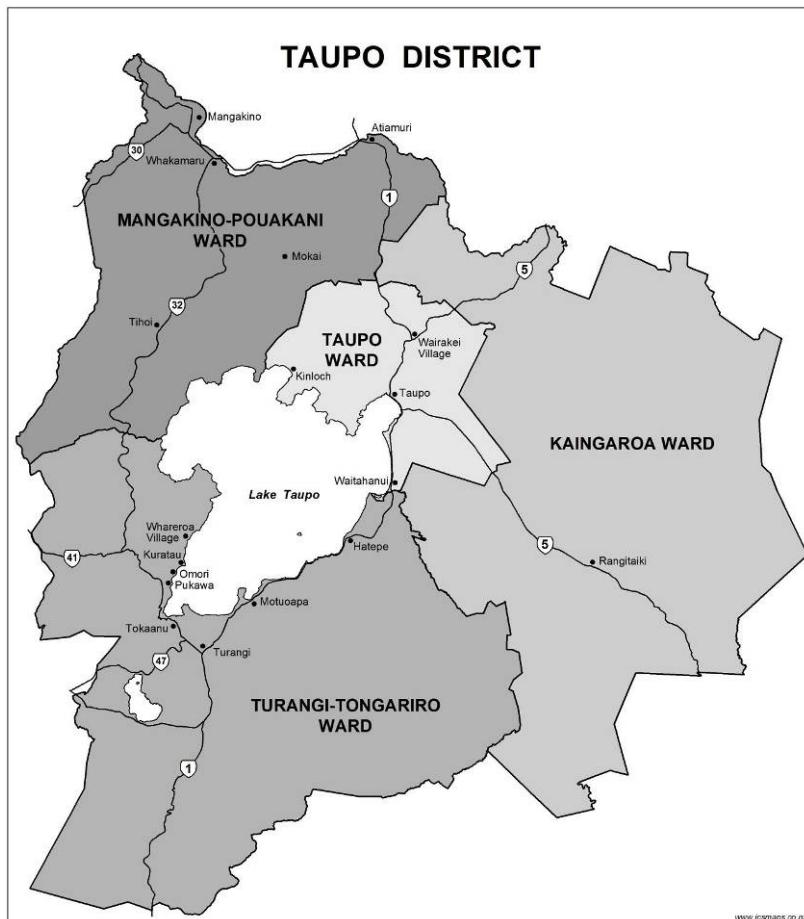 TAUPO DISTRICT
Mangakino
Atiamuri
30
Whakamaru
1
MANGAKINO-POUAKANI
WARD
Mokai
5
32
Tihoi
TAUPO
WARD
Wairakei
Village
Kinloch
Taupo
KAINGAROA WARD
Waitahanui
Lake Taupo
Whareroa
Village
Hatepe
41
Kuratau
5
Rangitaiki
Omori
Pukawa
Motuoapa
Tokaanu
Turangi
47
TURANGI-TONGARIRO
WARD
1